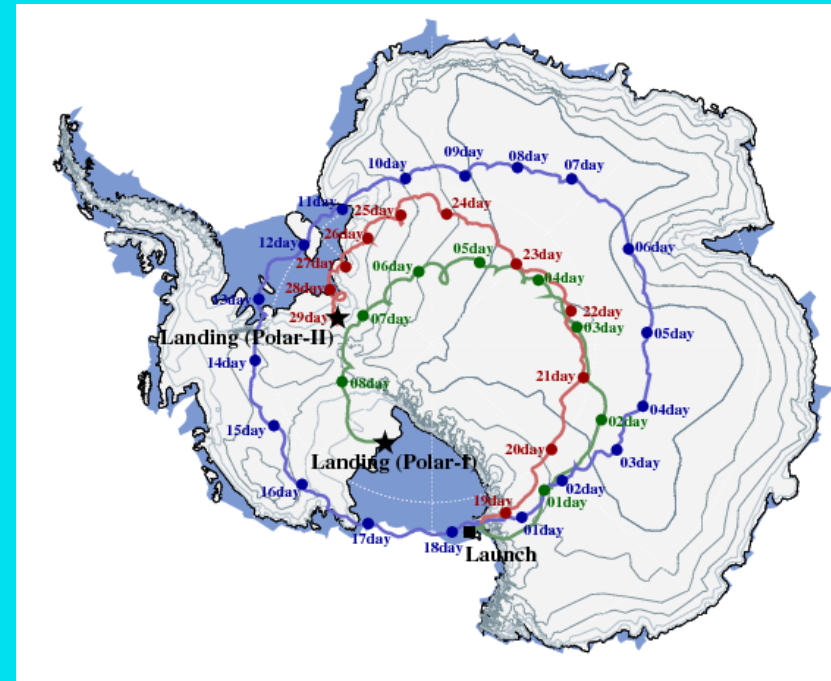 09day
08day
10day
07day
11day
24day
25day
12day
26day
06day
23day
05day
27day
06day
04day
28day
13day
22day
29day
07day
03day
05day
Landing (Polar-II)
14day
21day
08day
04day
02day
15day
20day
03day
Landing (Polar-I)
16day
02day
19day
01day
01day
17day
18day
Launch